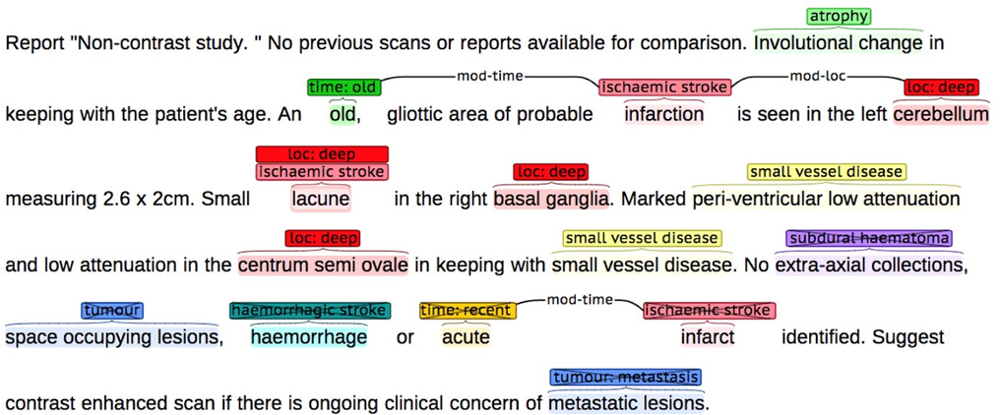 atrophy
Report "Non-contrast study. " No previous scans or reports available for comparison. Involutional change in
time: old mod-time ischaemic stroke mod-loc loc: deep
keeping with the patient's age. An old, gliottic area of probable infarction is seen in the left cerebellum
loc: deep
ischaemic stroke loc: deep small vessel disease
measuring 2.6 x 2cm. Small lacune in the right basal ganglia. Marked peri-ventricular low attenuation
loc: deep small vessel disease subdural haematoma
and low attenuation in the centrum semi ovale in keeping with small vessel disease. No extra-axial collections,
tumour haemorrhagic stroke time: recent mod-time ischaemic stroke
space occupying lesions, haemorrhage or acute infarct identified. Suggest
tumour: metastasis
contrast enhanced scan if there is ongoing clinical concern of metastatic lesions.